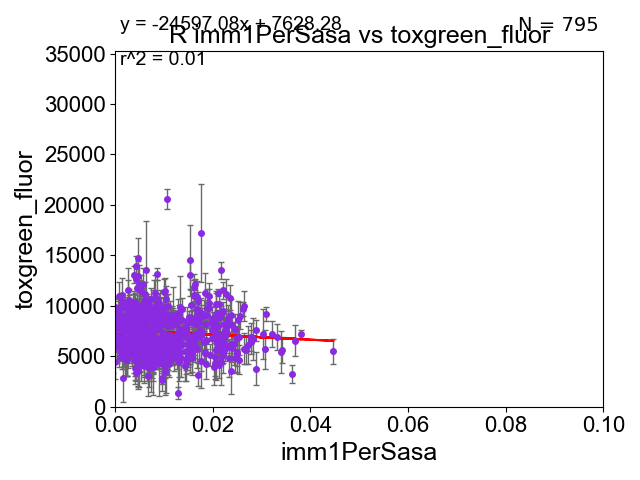 y = -24597.08x + 7628.28
N = 795
R imm1PerSasa vs toxgreen_fluor
r^2 = 0.01
35000
30000
25000
20000
15000
10000
5000
0
toxgreen_fluor
0.00 0.02 0.04 0.06 0.08 0.10
imm1PerSasa